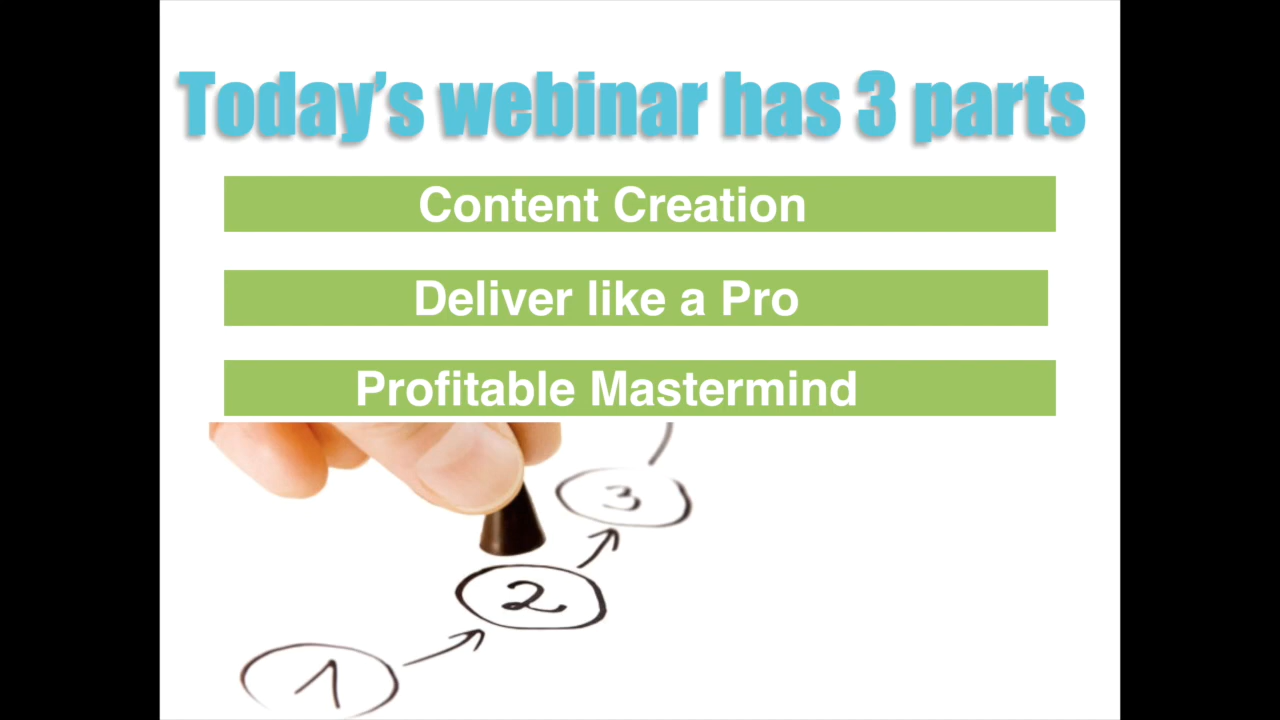 Today's webinar has 3 parts
Content Creation
Deliver like a Pro
Profitable Mastermind
3
2
1